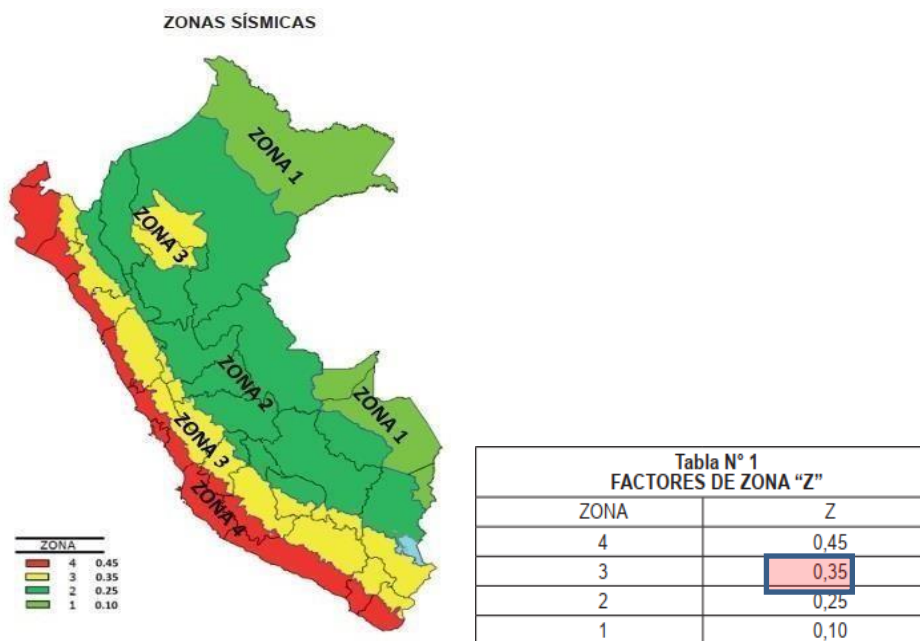 ZONAS SÍSMICAS
ZONA 1
ZONA 3
ZONA 2
ZONA 1
ZONA 3
ZONA 4
ZONA
4 0.45
3 0.35
2 0.25
1 0.10
Tabla N° 1
FACTORES DE ZONA “Z”
ZONA Z
4 0,45
3 0,35
2 0,25
1 0,10